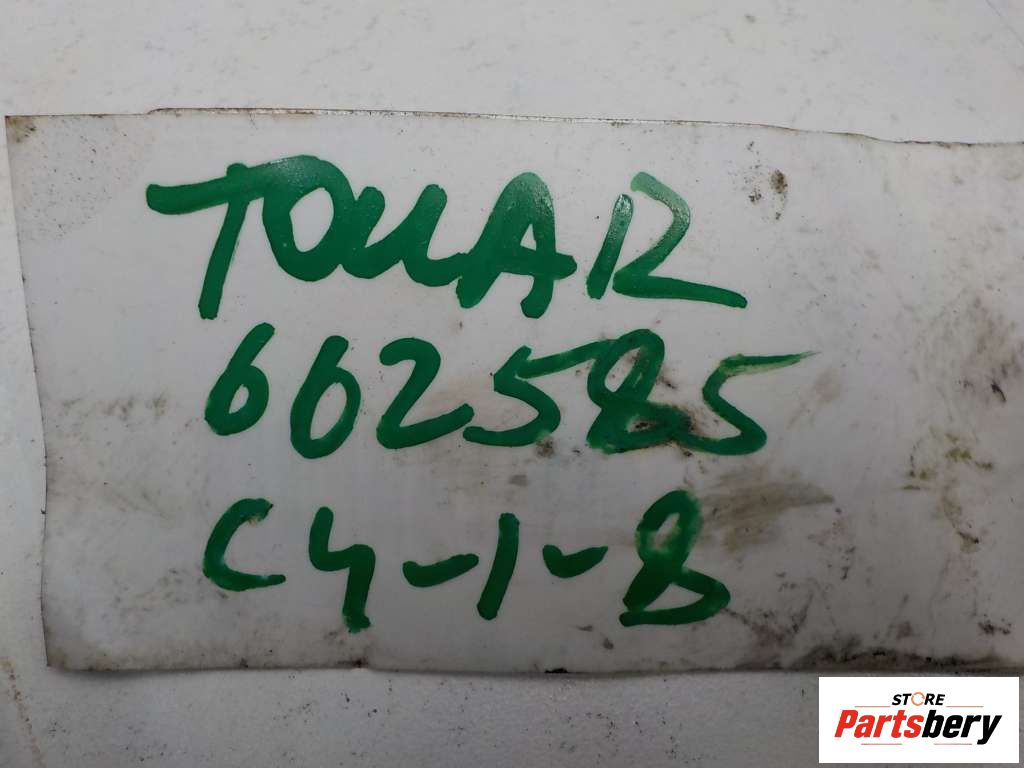 TOUAR
662585
C4-1-8
STORE
Partsbery